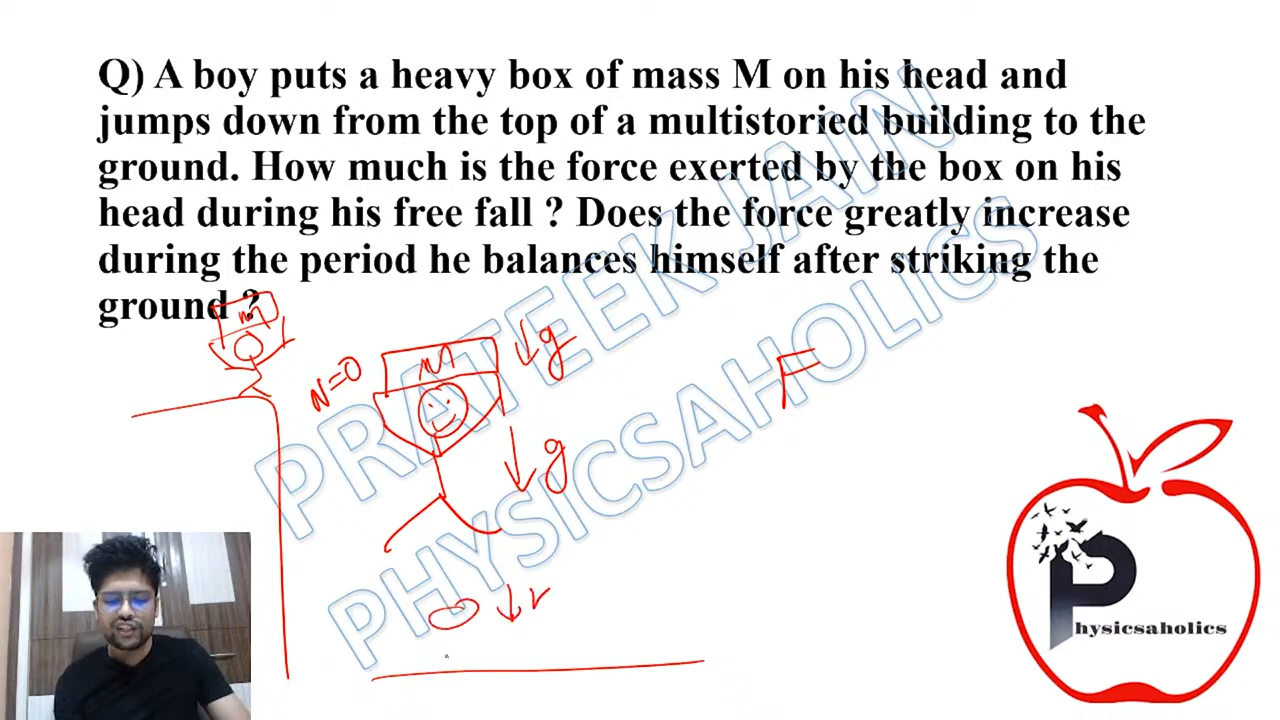 Q) A boy puts a heavy box of mass M on his head and
jumps down from the top of a multistoried building to the
ground. How much is the force exerted by the box on his
head during his free fall ? Does the force greatly increase
during the period he balances himself after striking the
ground ?
M
N=0
M
↓g
↓g
F
↓v
PRATEEK JAIN
PHYSICSAHOLICS
Physicsaholics